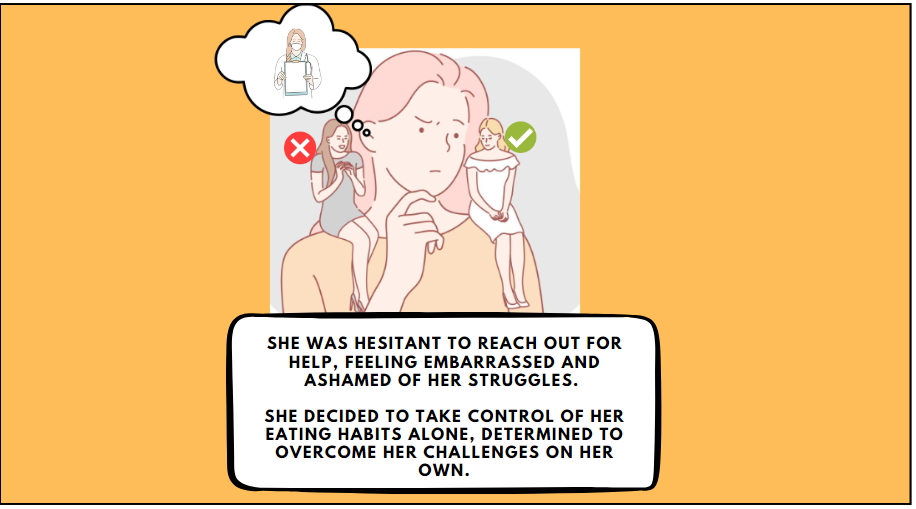 SHE WAS HESITANT TO REACH OUT FOR
HELP, FEELING EMBARRASSED AND
ASHAMED OF HER STRUGGLES.
SHE DECIDED TO TAKE CONTROL OF HER
EATING HABITS ALONE, DETERMINED TO
OVERCOME HER CHALLENGES ON HER
OWN.